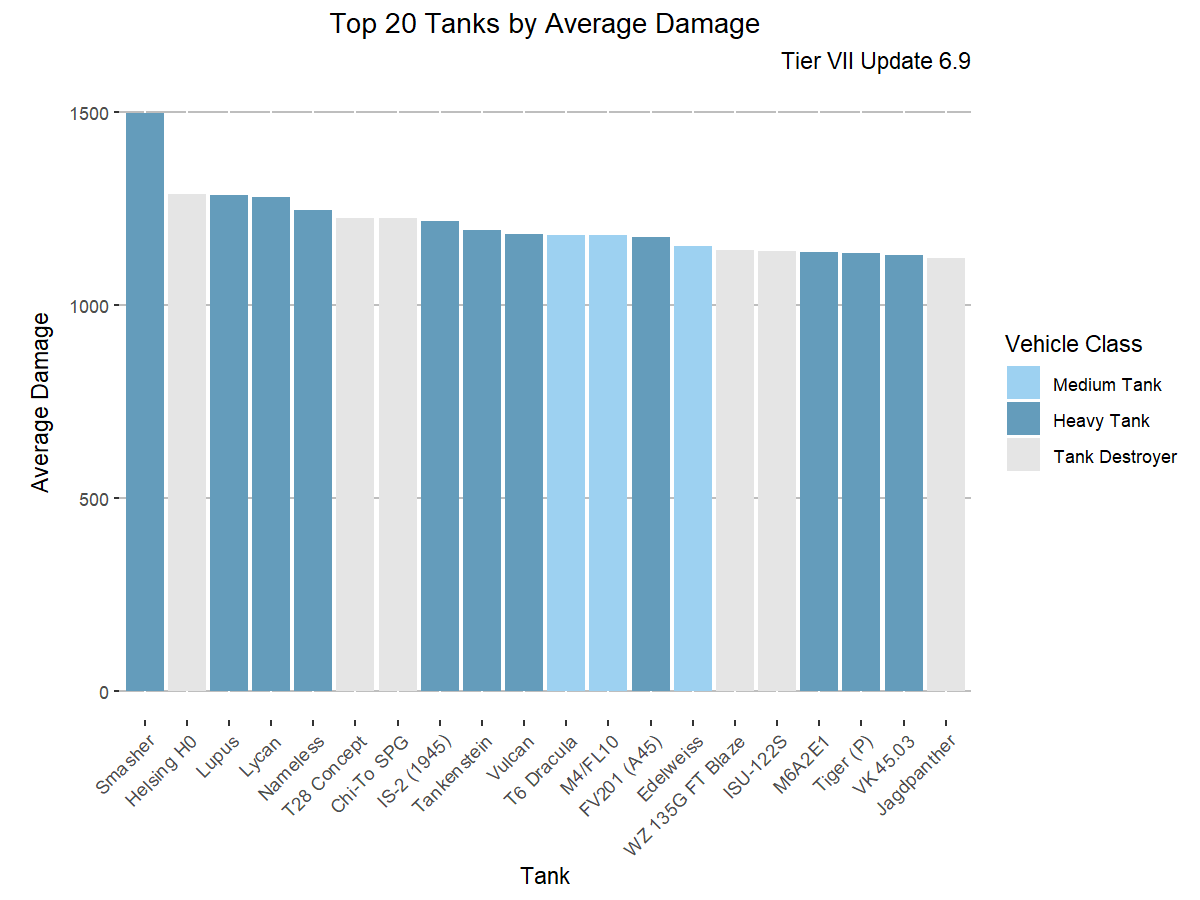 Top 20 Tanks by Average Damage
Tier VII Update 6.9
Average Damage
1500
1000
500
0
Smasher
Helsing H0
Lupus
Lycan
Nameless
T28 Concept
Chi-To SPG
IS-2 (1945)
Tankenstein
Vulcan
T6 Dracula
M4/FL10
FV201 (A45)
Edelweiss
WZ 135G FT Blaze
ISU-122S
M6A2E1
Tiger (P)
VK 45.03
Jagdpanther
Tank
Vehicle Class
Medium Tank
Heavy Tank
Tank Destroyer